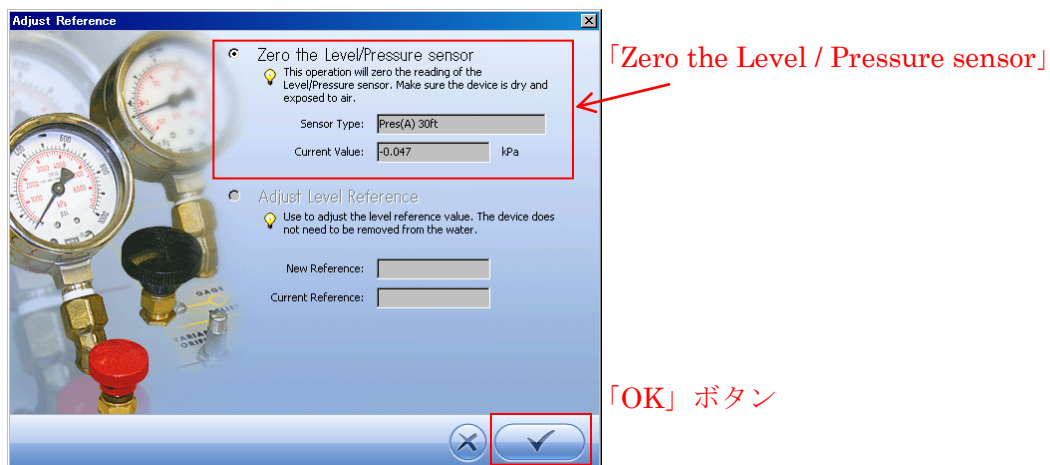 Adjust Reference
Zero the Level/Pressure sensor
This operation will zero the reading of the
Level/Pressure sensor. Make sure the device is dry and
exposed to air.
Sensor Type: Pres(A) 30ft
Current Value: -0.047 kPa
Adjust Level Reference
Use to adjust the level reference value. The device does
not need to be removed from the water.
New Reference:
Current Reference:
「Zero the Level / Pressure sensor」
「OK」ボタン